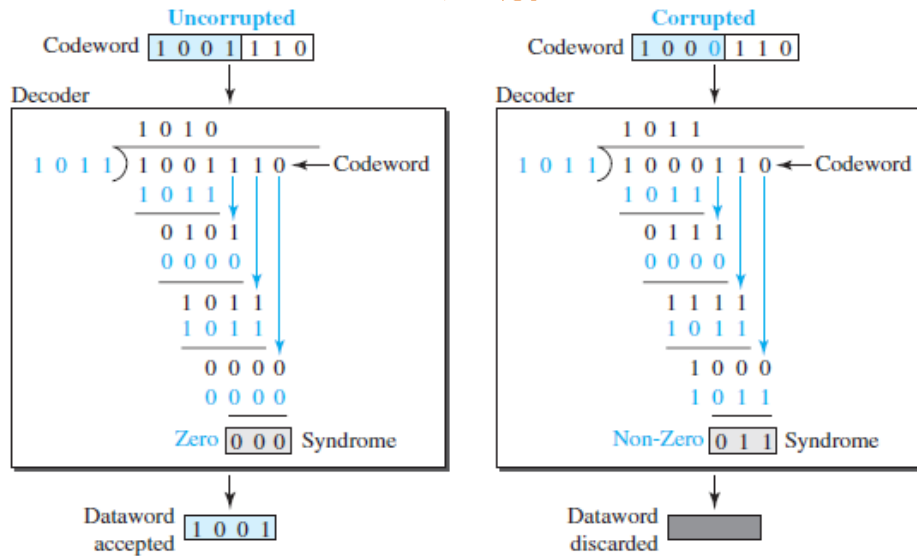 Uncorrupted
Codeword 1 0 0 1 1 1 0
Decoder
1 0 1 0
1 0 1 1 ) 1 0 0 1 1 1 0 Codeword
1 0 1 1
0 1 0 1
0 0 0 0
1 0 1 1
1 0 1 1
0 0 0 0
0 0 0 0
Zero 0 0 0 Syndrome
Dataword
accepted 1 0 0 1
Corrupted
Codeword 1 0 0 0 1 1 0
Decoder
1 0 1 1
1 0 1 1 ) 1 0 0 0 1 1 0 Codeword
1 0 1 1
0 1 1 1
0 0 0 0
1 1 1 1
1 0 1 1
1 0 0 0
1 0 1 1
Non-Zero 0 1 1 Syndrome
Dataword
discarded